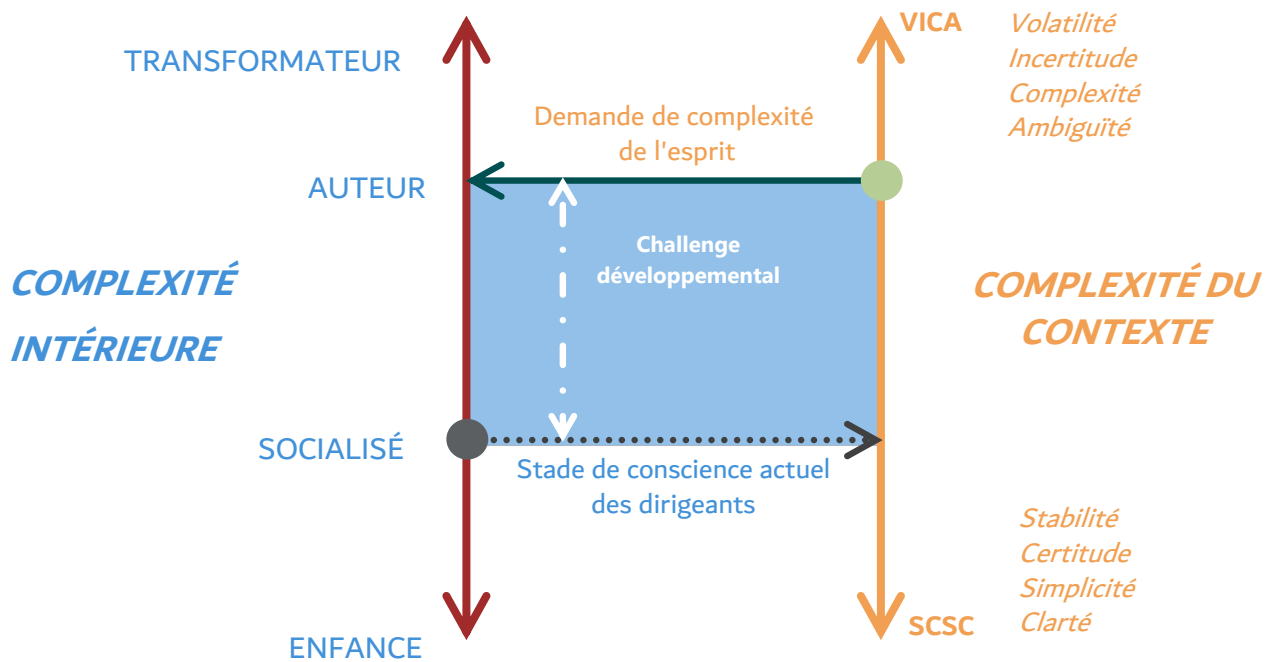 TRANSFORMATEUR
VICA
Volatilité
Incertitude
Complexité
Ambiguïté
Demande de complexité
de l'esprit
AUTEUR
Challenge
développemental
COMPLEXITÉ
INTÉRIEURE
COMPLEXITÉ DU
CONTEXTE
SOCIALISÉ
Stade de conscience actuel
des dirigeants
Stabilité
Certitude
Simplicité
Clarté
SCSC
ENFANCE